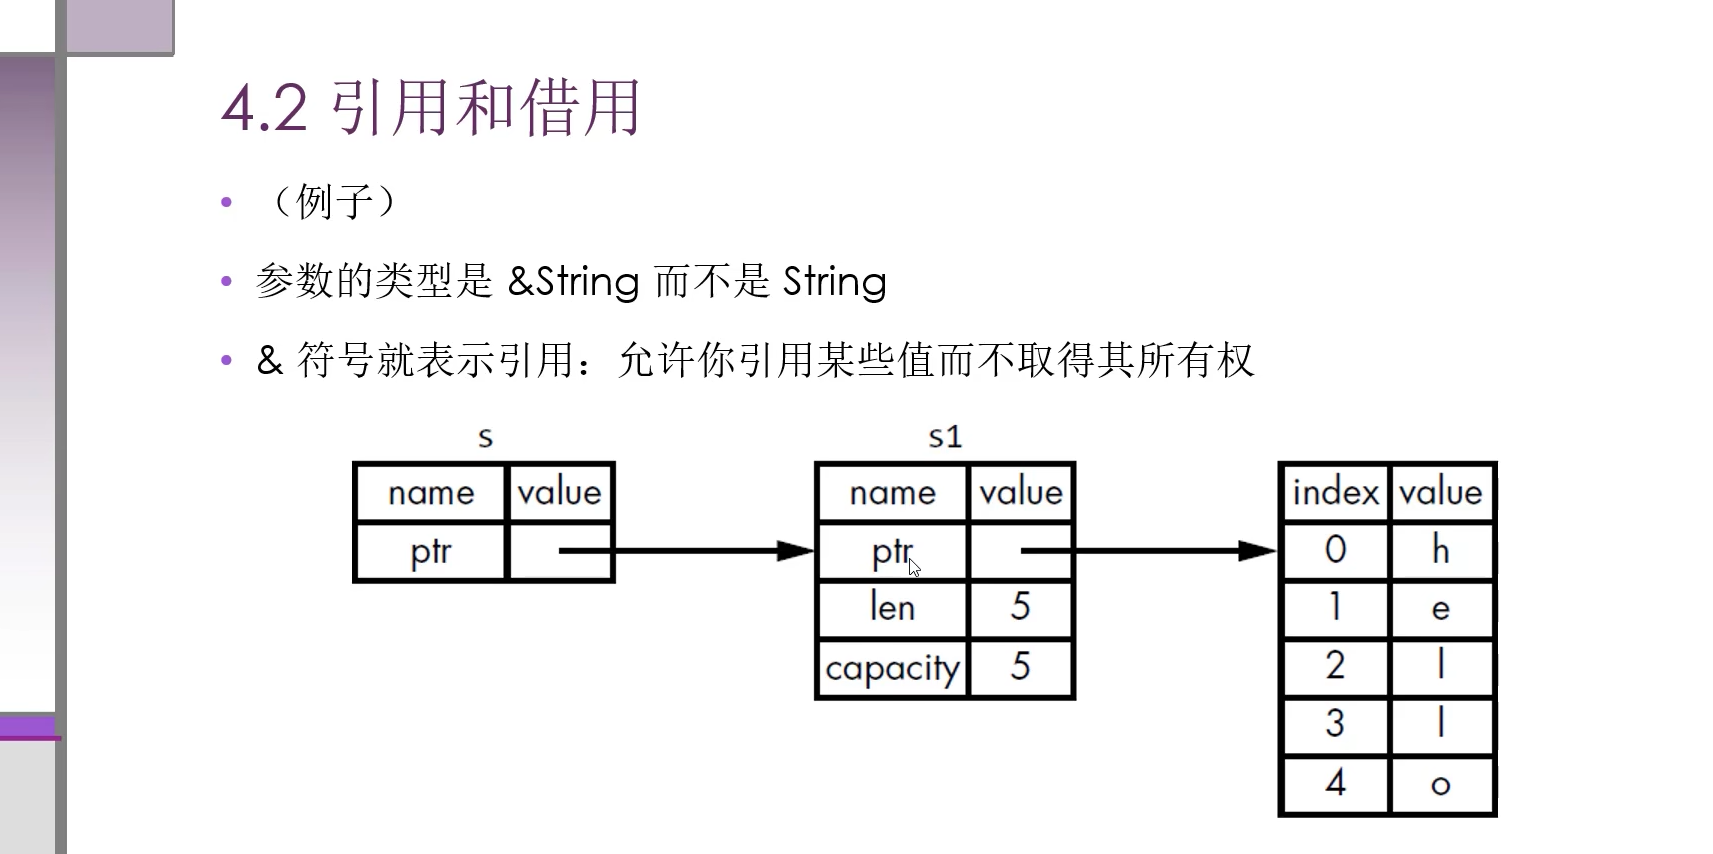 4.2 引用和借用
（例子）
参数的类型是 &String 而不是 String
& 符号就表示引用：允许你引用某些值而不取得其所有权
s
name value
ptr
s1
name value
ptr
len 5
capacity 5
index value
0 h
1 e
2 l
3 l
4 o